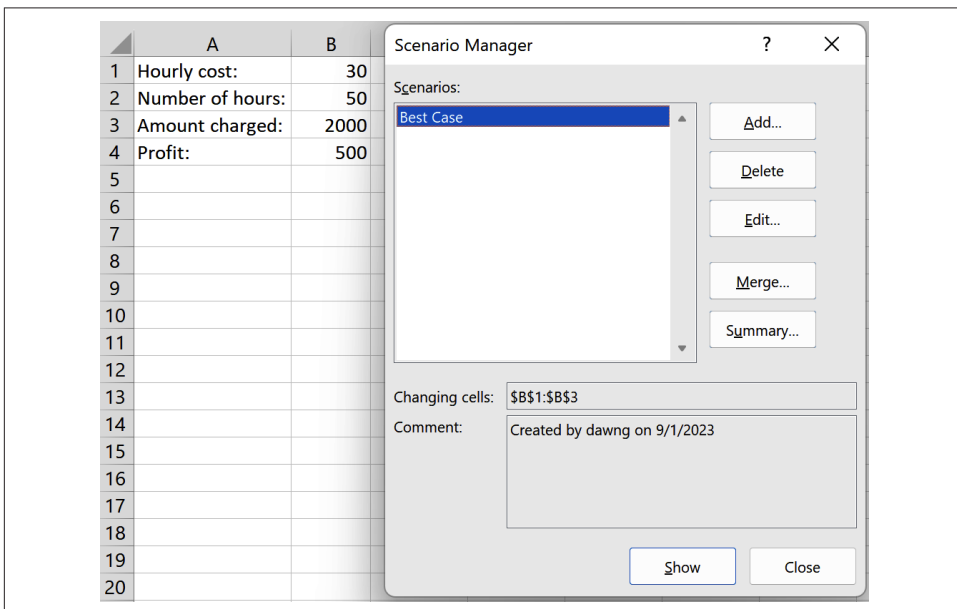 A B
1 Hourly cost: 30
2 Number of hours: 50
3 Amount charged: 2000
4 Profit: 500
5
6
7
8
9
10
11
12
13
14
15
16
17
18
19
20
Scenario Manager ? X
Scenarios:
Best Case
Add...
Delete
Edit...
Merge...
Summary...
Changing cells: $B$1:$B$3
Comment: Created by dawng on 9/1/2023
Show Close